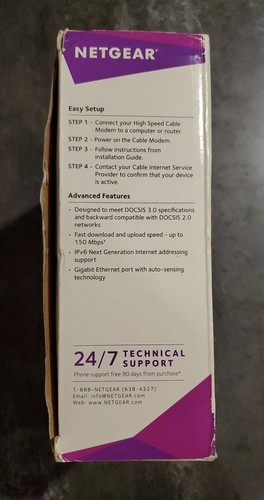 NETGEAR®
Easy Setup
STEP 1 - Connect your High Speed Cable
Modem to a computer or router.
STEP 2 - Power on the Cable Modem.
STEP 3 - Follow instructions from
installation Guide.
STEP 4 - Contact your Cable Internet Service
Provider to confirm that your device
is active.
Advanced Features
- Designed to meet DOCSIS 3.0 specifications
and backward compatible with DOCSIS 2.0
networks
- Fast download and upload speed - up to
150 Mbps†
- IPv6 Next Generation Internet addressing
support
- Gigabit Ethernet port with auto-sensing
technology
24/7 TECHNICAL
SUPPORT
Phone support free 90 days from purchase*
1-888-NETGEAR (638-4327)
Email: info@NETGEAR.com
Web: www.NETGEAR.com